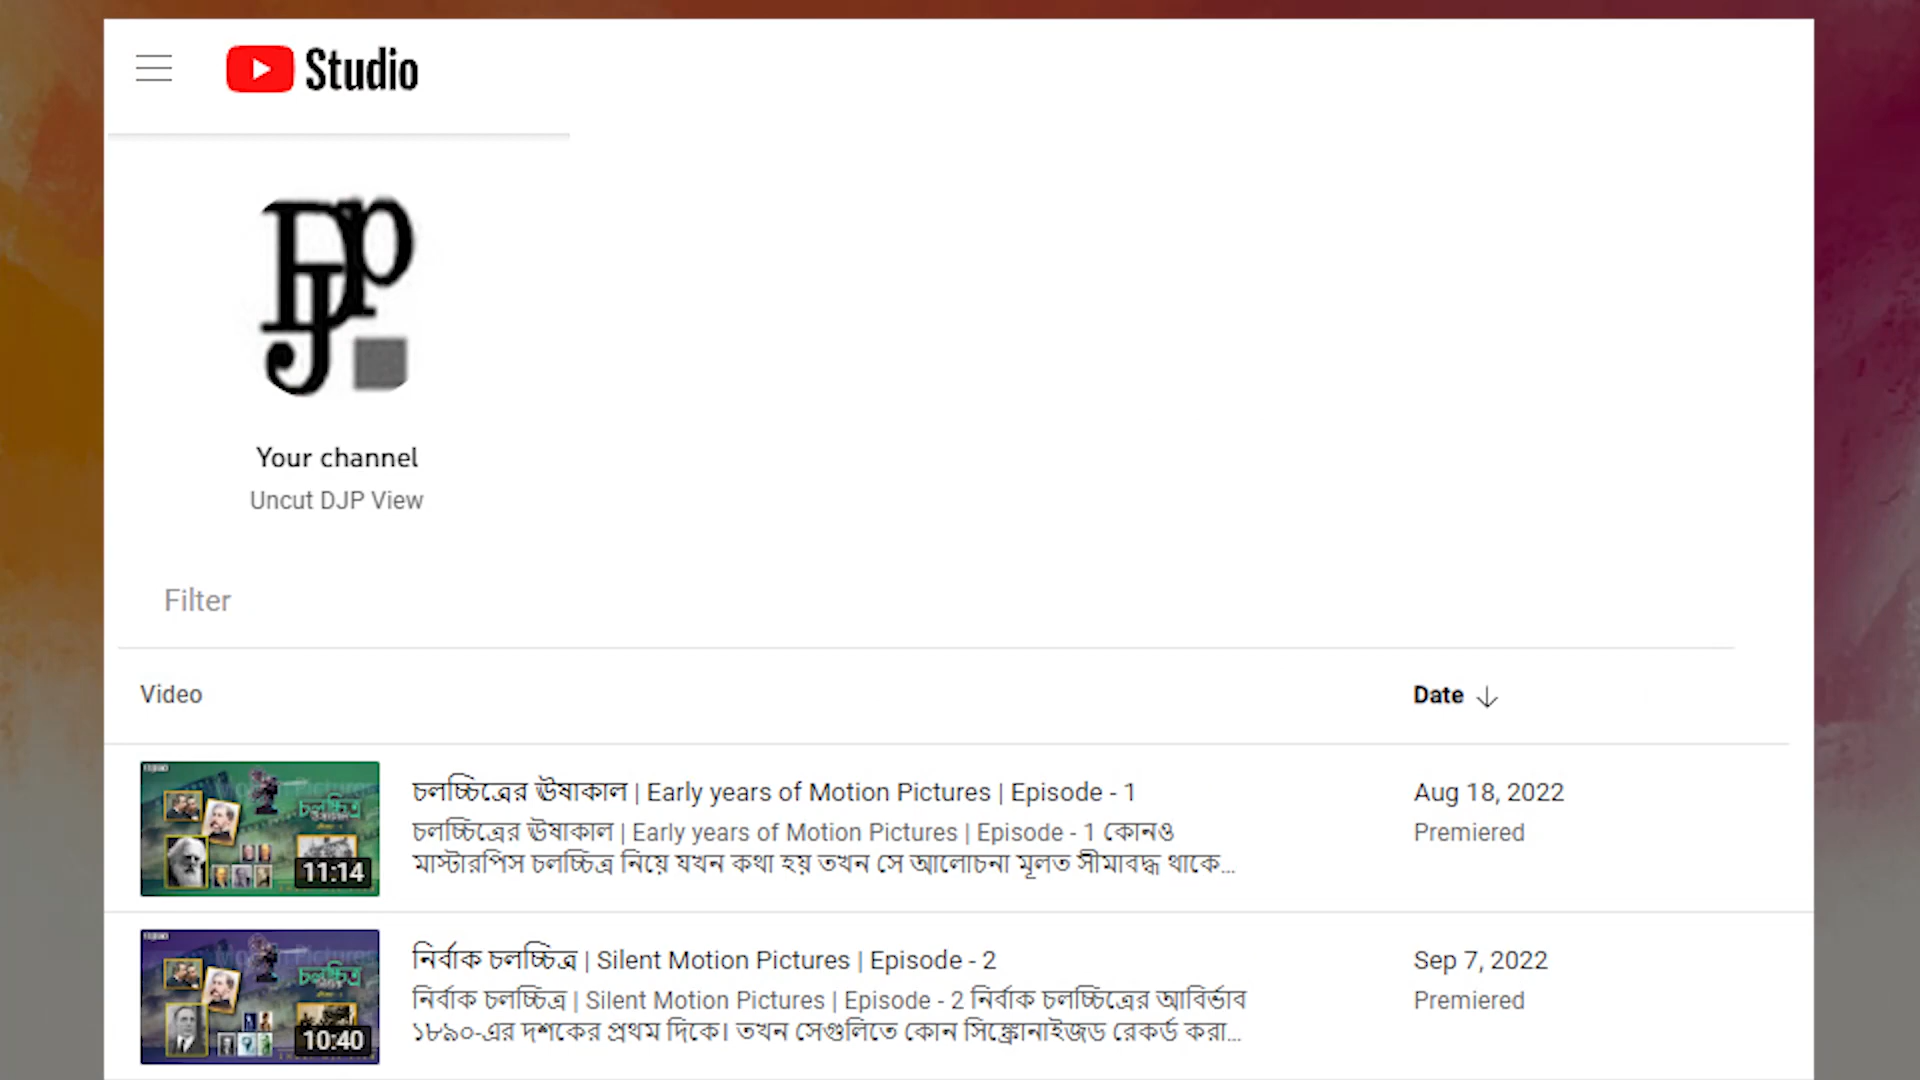 Studio
DJP
Your channel
Uncut DJP View
Filter
Video
Date
চলচ্চিত্রের ঊষাকাল | Early years of Motion Pictures | Episode - 1
Aug 18, 2022
চলচ্চিত্রের ঊষাকাল | Early years of Motion Pictures | Episode - 1 কোনও
Premiered
মাস্টারপিস চলচ্চিত্র নিয়ে যখন কথা হয় তখন সে আলোচনা মূলত সীমাবদ্ধ থাকে...
চলচ্চিত্র
11:14
নির্বাক চলচ্চিত্র | Silent Motion Pictures | Episode - 2
Sep 7, 2022
নির্বাক চলচ্চিত্র | Silent Motion Pictures | Episode - 2 নির্বাক চলচ্চিত্রের আবির্ভাব
Premiered
১৮৯০-এর দশকের প্রথম দিকে। তখন সেগুলিতে কোন সিঙ্ক্রোনাইজড রেকর্ড করা...
চলচ্চিত্র
10:40